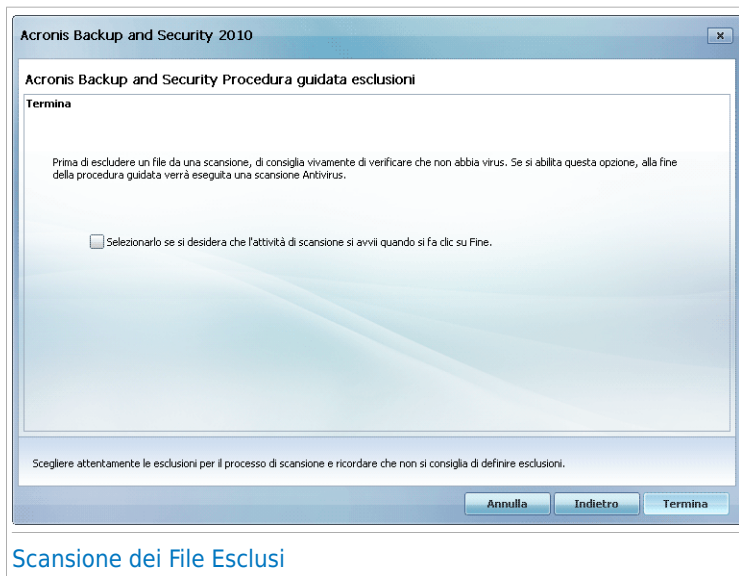 Acronis Backup and Security 2010
Acronis Backup and Security Procedura guidata esclusioni
Termina
Prima di escludere un file da una scansione, di consiglia vivamente di verificare che non abbia virus. Se si abilita questa opzione, alla fine
della procedura guidata verrà eseguita una scansione Antivirus.
Selezionarlo se si desidera che l'attività di scansione si avvii quando si fa clic su Fine.
Scegliere attentamente le esclusioni per il processo di scansione e ricordare che non si consiglia di definire esclusioni.
Annulla Indietro Termina
Scansione dei File Esclusi